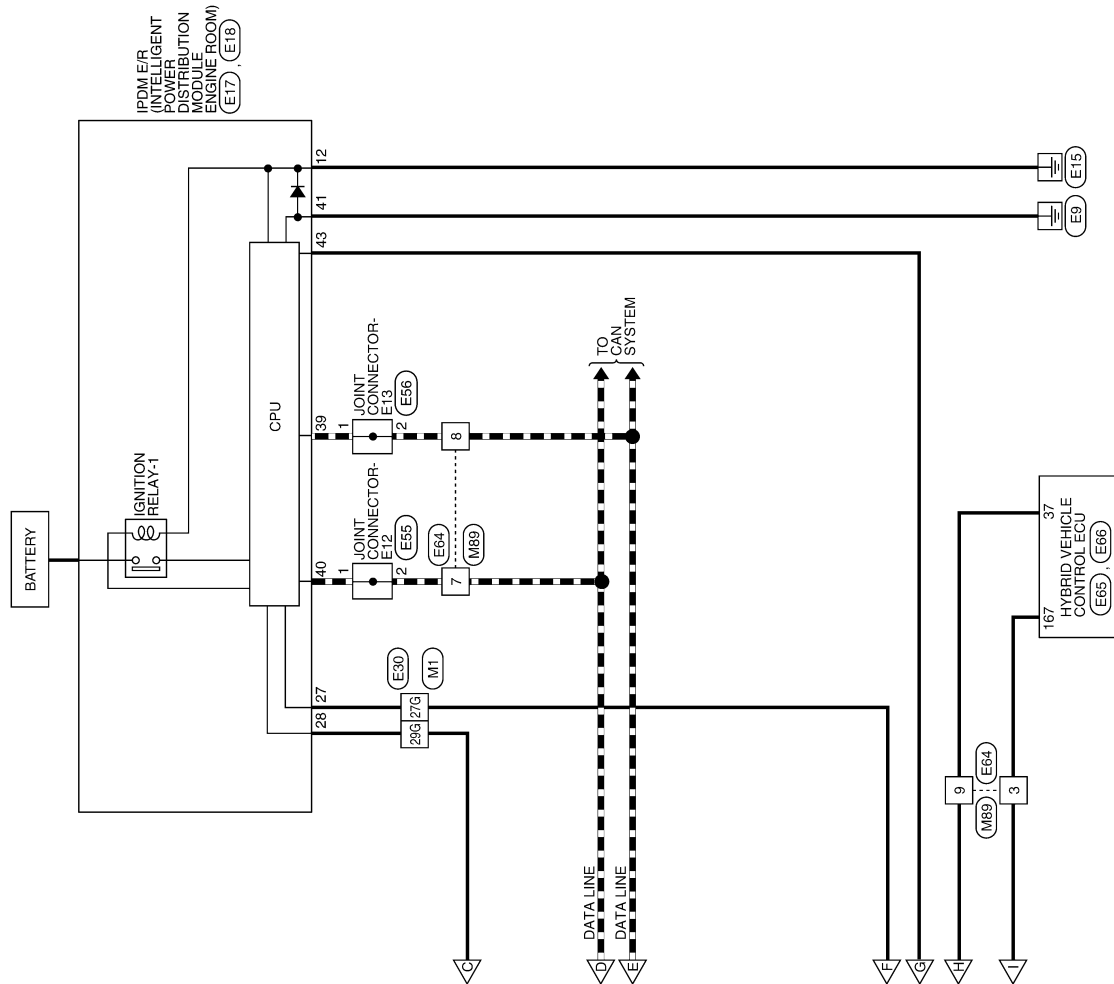 BATTERY
IPDM E/R
(INTELLIGENT
POWER
DISTRIBUTION
MODULE
ENGINE ROOM)
E17 , E18
IGNITION
RELAY-1
CPU
28
27
40
39
43
41
12
E30
29G
27G
M1
1
JOINT
CONNECTOR-
E12
E55
2
1
JOINT
CONNECTOR-
E13
E56
2
E64
7
8
M89
TO
CAN
SYSTEM
DATA LINE
DATA LINE
E9
E15
C
D
E
F
G
H
I
9
E64
M89
3
167
37
HYBRID VEHICLE
CONTROL ECU
E65 , E66